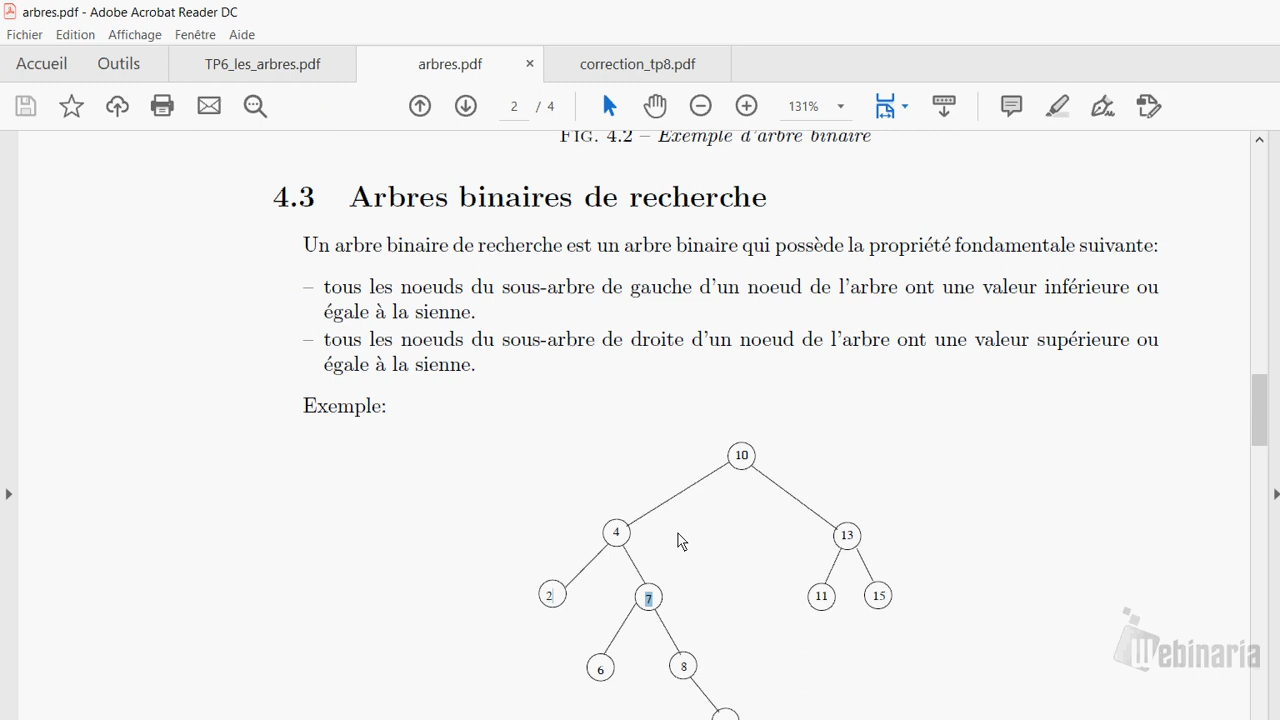 arbres.pdf - Adobe Acrobat Reader DC
Fichier Edition Affichage Fenêtre Aide
Accueil Outils TP6_les_arbres.pdf arbres.pdf × correction_tp8.pdf
2 / 4 131%
FIG. 4.2 – Exemple d'arbre binaire
4.3 Arbres binaires de recherche
Un arbre binaire de recherche est un arbre binaire qui possède la propriété fondamentale suivante:
– tous les noeuds du sous-arbre de gauche d'un noeud de l'arbre ont une valeur inférieure ou
égale à la sienne.
– tous les noeuds du sous-arbre de droite d'un noeud de l'arbre ont une valeur supérieure ou
égale à la sienne.
Exemple:
10
4 13
2 7 11 15
6 8
Webinaria